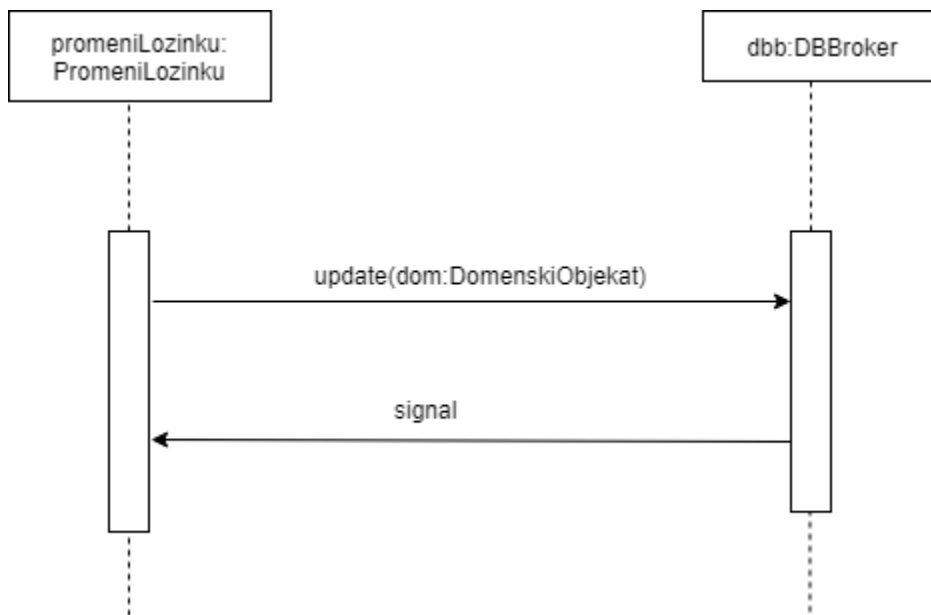 promeniLozinku:
PromeniLozinku
dbb:DBBroker
update(dom:DomenskiObjekat)
signal